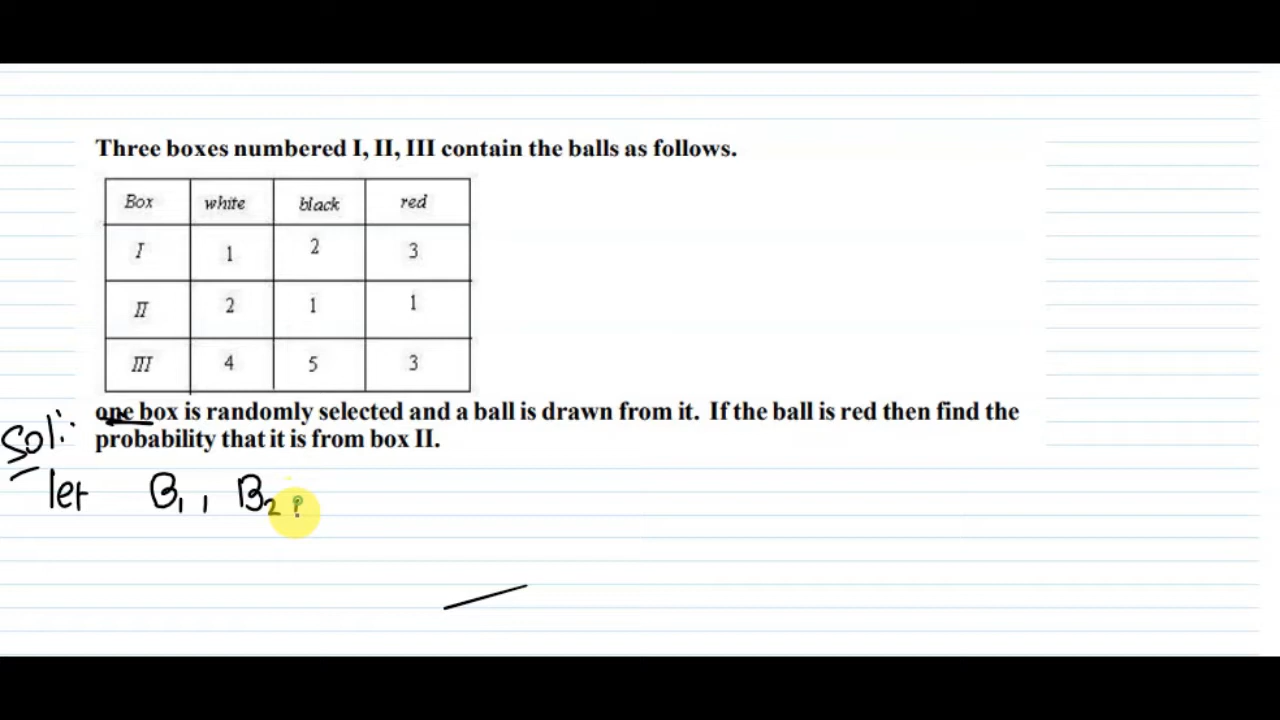 Three boxes numbered I, II, III contain the balls as follows.
Box white black red
I 1 2 3
II 2 1 1
III 4 5 3
one box is randomly selected and a ball is drawn from it. If the ball is red then find the
Sol:
probability that it is from box II.
let B1, B2